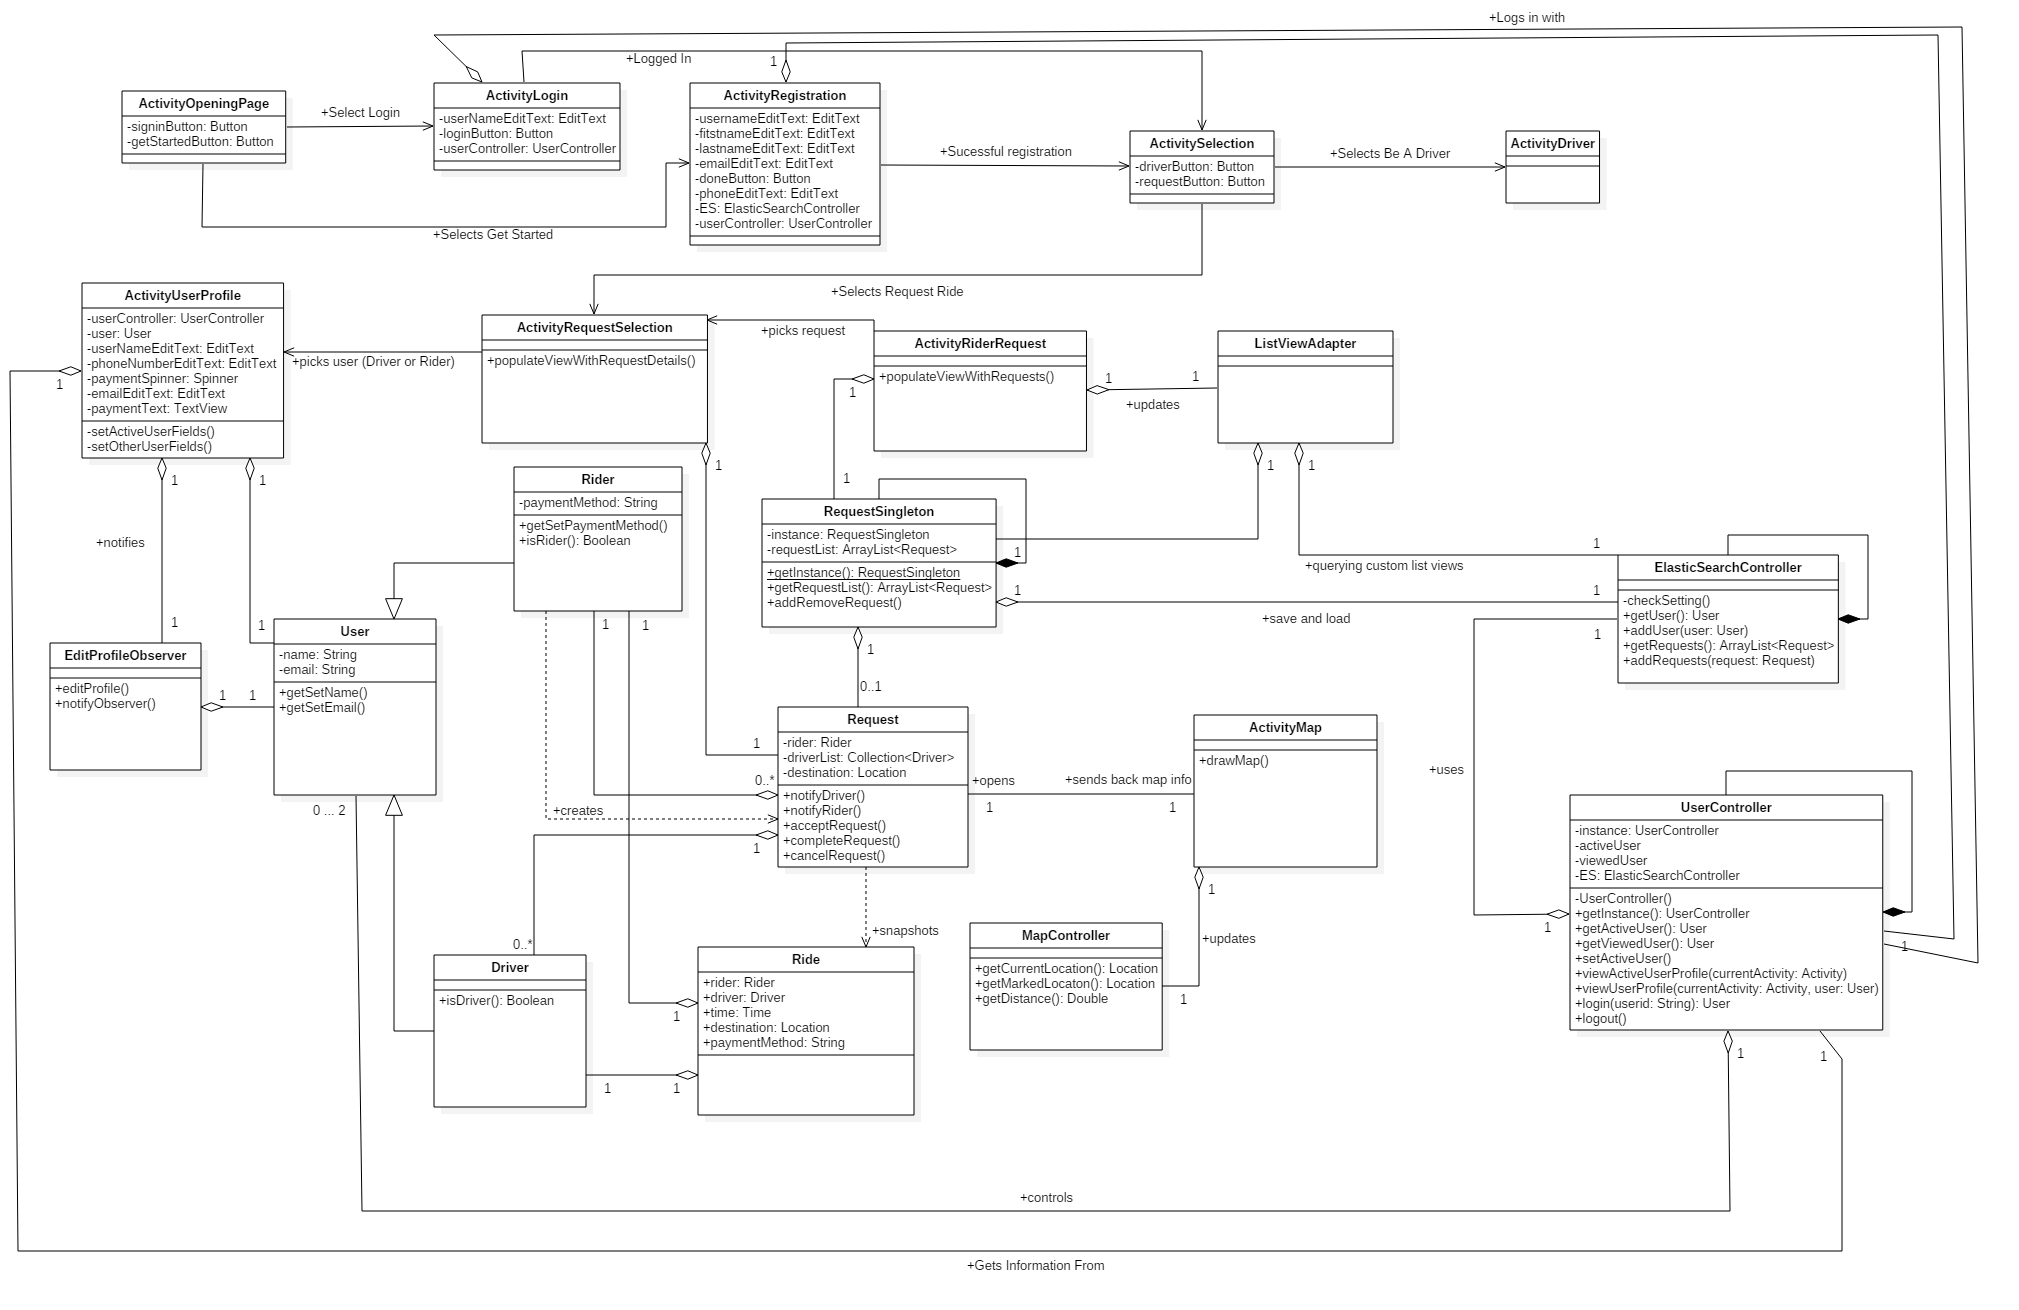 +Logs in with
+Logged In
1
ActivityOpeningPage
-signinButton: Button
-getStartedButton: Button
+Select Login
ActivityLogin
-userNameEditText: EditText
-loginButton: Button
-userController: UserController
+Selects Get Started
ActivityRegistration
-usernameEditText: EditText
-fitstnameEditText: EditText
-lastnameEditText: EditText
-emailEditText: EditText
-doneButton: Button
-phoneEditText: EditText
-ES: ElasticSearchController
-userController: UserController
+Sucessful registration
ActivitySelection
-driverButton: Button
-requestButton: Button
+Selects Be A Driver
ActivityDriver
+Selects Request Ride
ActivityUserProfile
-userController: UserController
-user: User
-userNameEditText: EditText
-phoneNumberEditText: EditText
-paymentSpinner: Spinner
-emailEditText: EditText
-paymentText: TextView
-setActiveUserFields()
-setOtherUserFields()
1
1
1
+picks user (Driver or Rider)
ActivityRequestSelection
+populateViewWithRequestDetails()
1
+picks request
ActivityRiderRequest
+populateViewWithRequests()
1
1
1
+updates
ListViewAdapter
1
1
Rider
-paymentMethod: String
+getSetPaymentMethod()
+isRider(): Boolean
1
1
1
RequestSingleton
-instance: RequestSingleton
-requestList: ArrayList<Request>
+getInstance(): RequestSingleton
+getRequestList(): ArrayList<Request>
+addRemoveRequest()
1
1
1
1
+querying custom list views
1
+save and load
1
ElasticSearchController
-checkSetting()
+getUser(): User
+addUser(user: User)
+getRequests(): ArrayList<Request>
+addRequests(request: Request)
1
+notifies
1
1
EditProfileObserver
+editProfile()
+notifyObserver()
1
1
User
-name: String
-email: String
+getSetName()
+getSetEmail()
0 ... 2
0..1
Request
-rider: Rider
-driverList: Collection<Driver>
-destination: Location
+notifyDriver()
+notifyRider()
+acceptRequest()
+completeRequest()
+cancelRequest()
1
0..*
+creates
1
+opens
1
+sends back map info
1
ActivityMap
+drawMap()
1
+updates
+uses
1
UserController
-instance: UserController
-activeUser
-viewedUser
-ES: ElasticSearchController
-UserController()
+getInstance(): UserController
+getActiveUser(): User
+getViewedUser(): User
+setActiveUser()
+viewActiveUserProfile(currentActivity: Activity)
+viewUserProfile(currentActivity: Activity, user: User)
+login(userid: String): User
+logout()
1
1
1
+snapshots
0..*
Driver
+isDriver(): Boolean
1
Ride
+rider: Rider
+driver: Driver
+time: Time
+destination: Location
+paymentMethod: String
1
1
MapController
+getCurrentLocation(): Location
+getMarkedLocaton(): Location
+getDistance(): Double
1
+controls
+Gets Information From